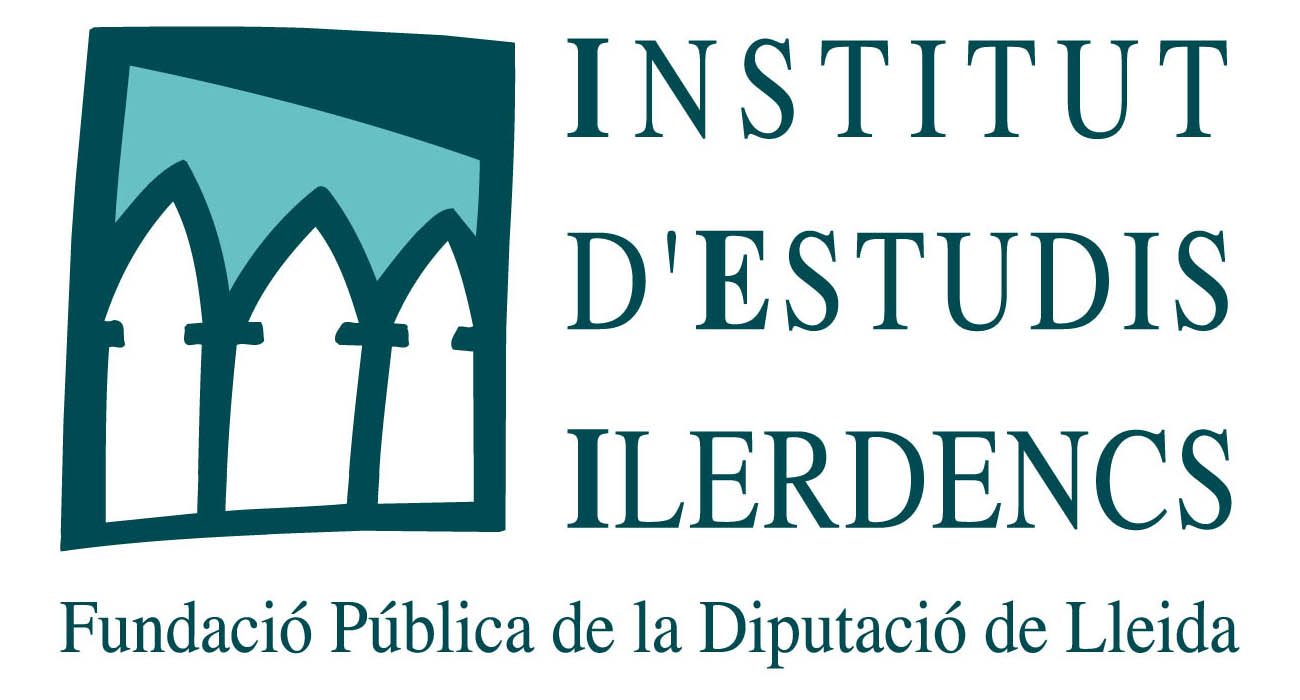 INSTITUT
D'ESTUDIS
ILERDENCS
Fundació Pública de la Diputació de Lleida